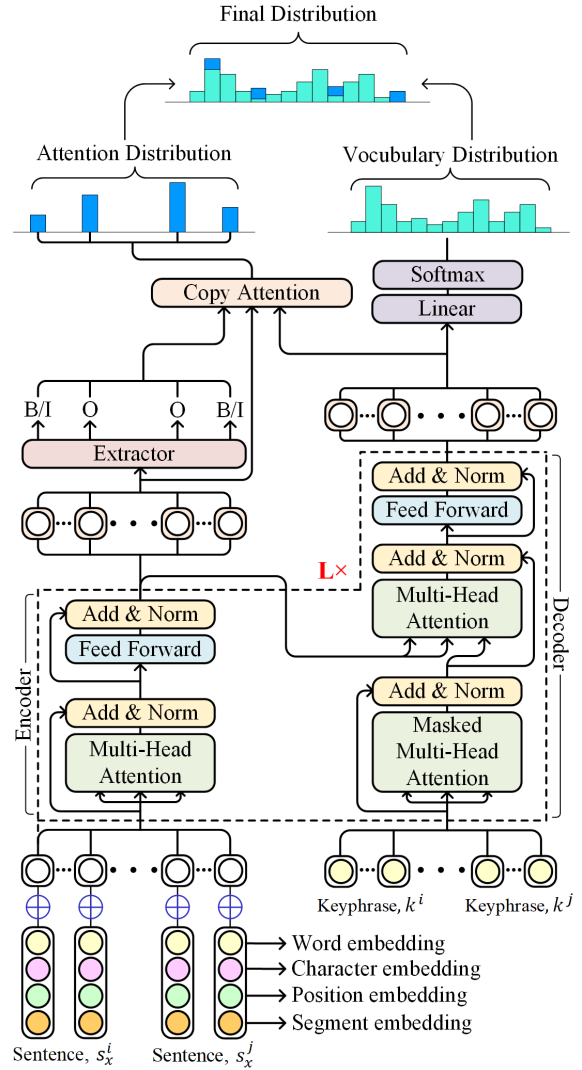 Final Distribution
Attention Distribution
Vocubulary Distribution
Softmax
Linear
Copy Attention
B/I
O
O
B/I
Extractor
Add & Norm
Feed Forward
Add & Norm
Multi-Head
Attention
Add & Norm
Masked
Multi-Head
Attention
Decoder
L×
Add & Norm
Feed Forward
Add & Norm
Multi-Head
Attention
Encoder
Keyphrase, k^i
Keyphrase, k^j
Word embedding
Character embedding
Position embedding
Segment embedding
Sentence, s_x^i
Sentence, s_x^j